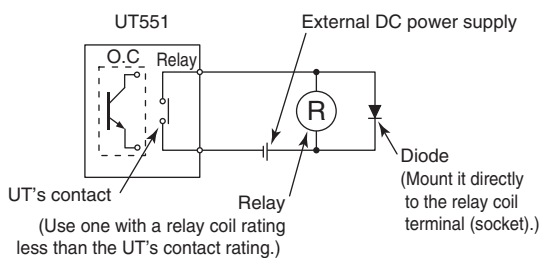 UT551
External DC power supply
O.C
Relay
R
Diode
(Mount it directly
to the relay coil
terminal (socket).)
UT's contact
Relay
(Use one with a relay coil rating
less than the UT's contact rating.)